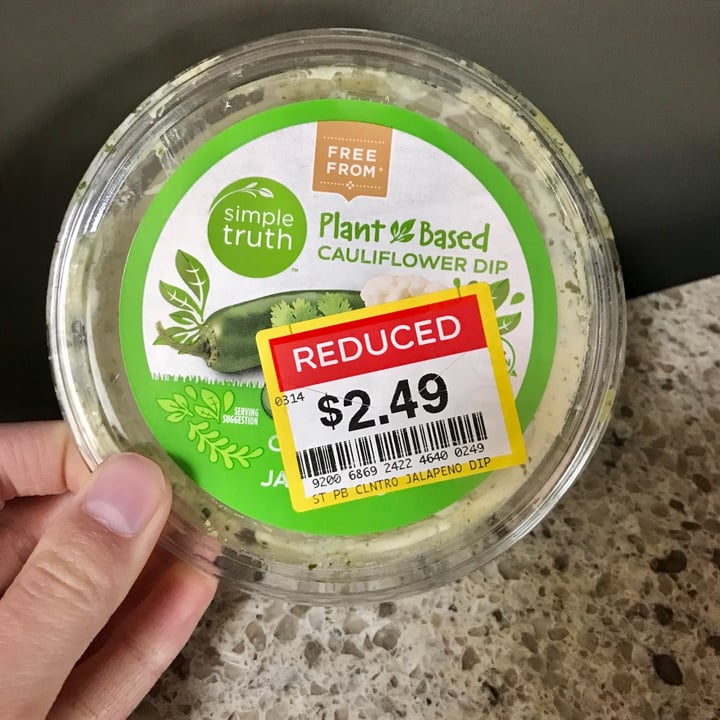 FREE
FROM®
simple
truth™
Plant Based
CAULIFLOWER DIP
REDUCED
0314
$2.49
SERVING
SUGGESTION
9200 6869 2422 4640 0249
ST PB CLNTRO JALAPENO DIP